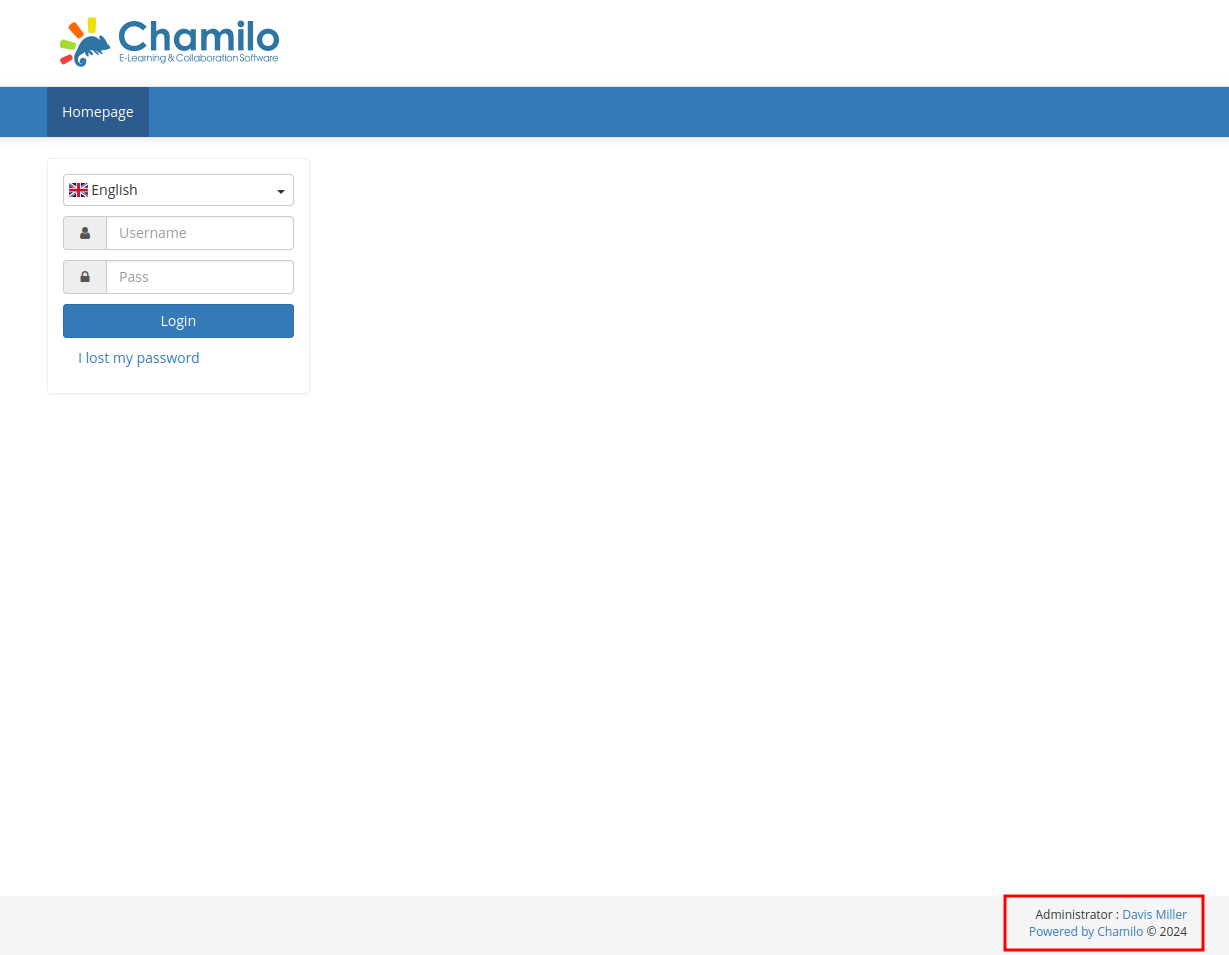 Chamilo
E-Learning & Collaboration Software
Homepage
English
Username
Pass
Login
I lost my password
Administrator : Davis Miller
Powered by Chamilo © 2024